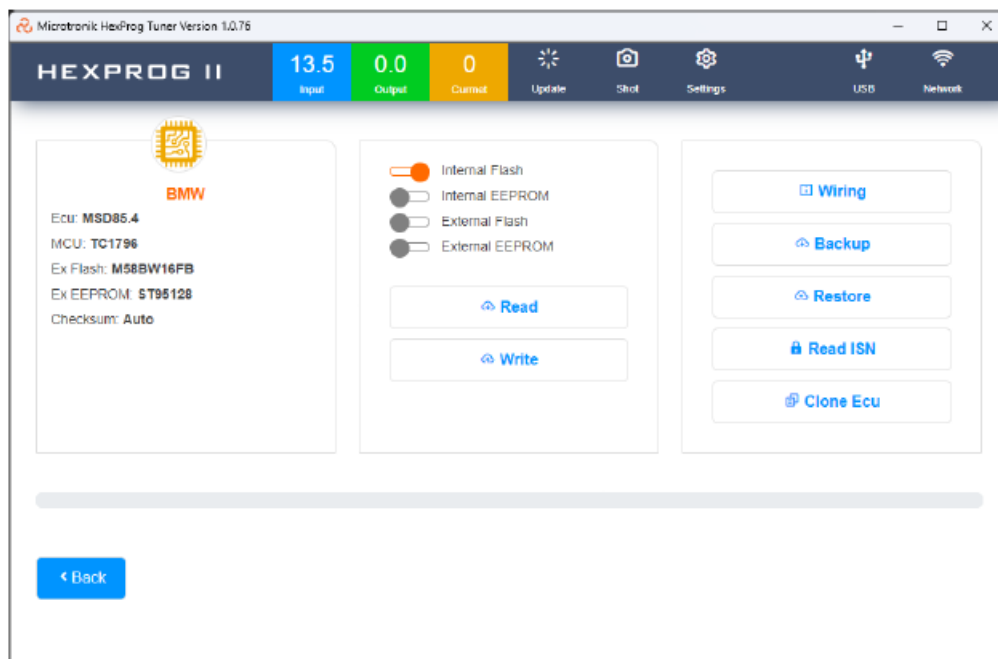 Microtronik HexProg Tuner Version 1.0.76
HEXPROG II
13.5
Input
0.0
Output
0
Current
Update
Shot
Settings
USB
Network
BMW
Ecu: MSD85.4
MCU: TC1796
Ex Flash: M58BW16FB
Ex EEPROM: ST95128
Checksum: Auto
Internal Flash
Internal EEPROM
External Flash
External EEPROM
Read
Write
Wiring
Backup
Restore
Read ISN
Clone Ecu
Back